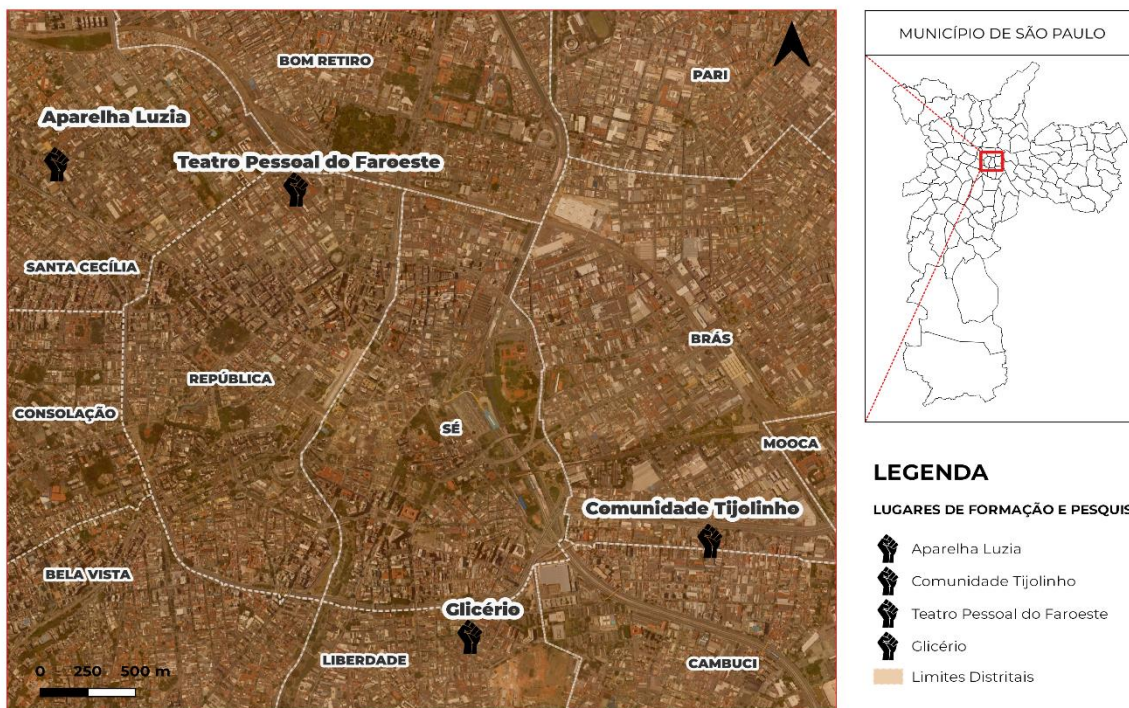 BOM RETIRO
PARI
Aparelha Luzia
Teatro Pessoal do Faroeste
SANTA CECÍLIA
BRÁS
REPÚBLICA
CONSOLAÇÃO
SÉ
MOOCA
Comunidade Tijolinho
BELA VISTA
Glicério
LIBERDADE
CAMBUCI
0 250 500 m
MUNICÍPIO DE SÃO PAULO
LEGENDA
LUGARES DE FORMAÇÃO E PESQUIS
Aparelha Luzia
Comunidade Tijolinho
Teatro Pessoal do Faroeste
Glicério
Limites Distritais